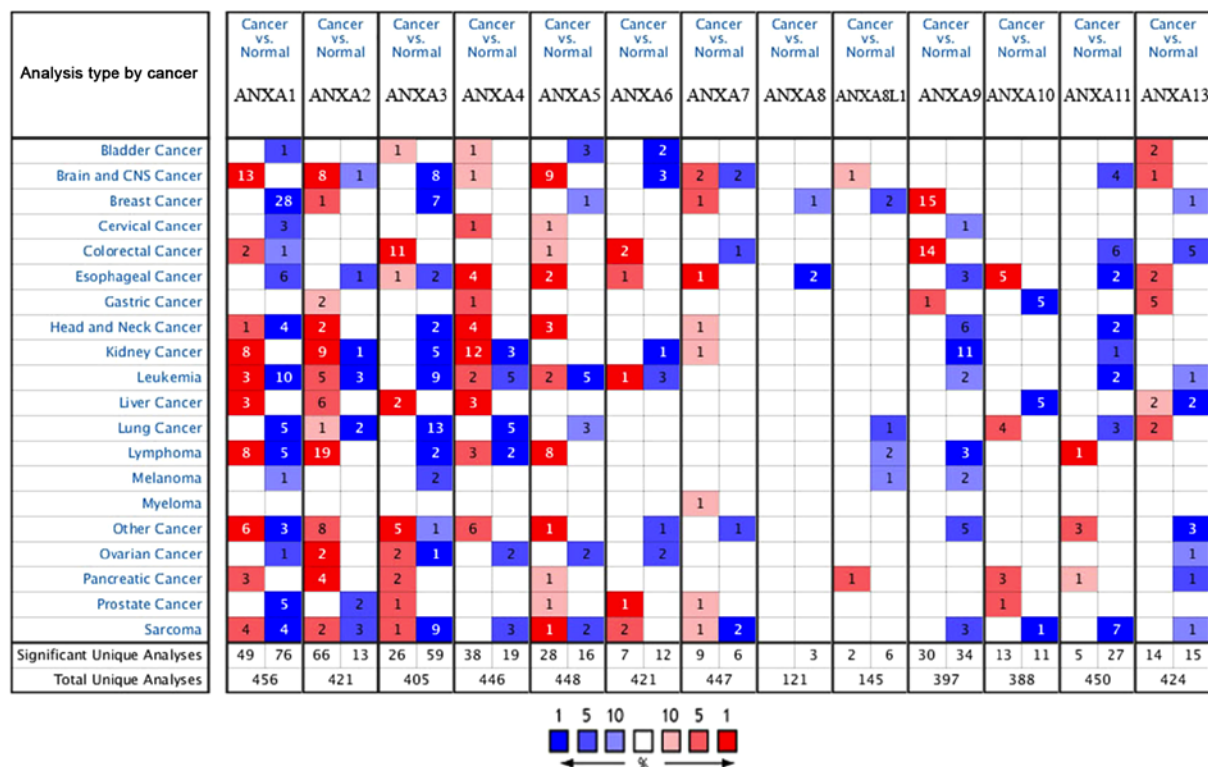 Analysis type by cancer
Cancer vs. Normal Cancer vs. Normal Cancer vs. Normal Cancer vs. Normal Cancer vs. Normal Cancer vs. Normal Cancer vs. Normal Cancer vs. Normal Cancer vs. Normal Cancer vs. Normal Cancer vs. Normal Cancer vs. Normal Cancer vs. Normal
ANXA1 ANXA2 ANXA3 ANXA4 ANXA5 ANXA6 ANXA7 ANXA8 ANXA8L1 ANXA9 ANXA10 ANXA11 ANXA13
Bladder Cancer 1 1 1 3 2 2
Brain and CNS Cancer 13 8 1 8 1 9 3 2 2 1 4 1
Breast Cancer 28 1 7 1 1 1 2 15 1
Cervical Cancer 3 1 1 1
Colorectal Cancer 2 1 11 1 2 1 14 6 5
Esophageal Cancer 6 1 1 2 4 2 1 1 2 3 5 2 2
Gastric Cancer 2 1 1 5 5
Head and Neck Cancer 1 4 2 2 4 3 1 6 2
Kidney Cancer 8 9 1 5 12 3 1 1 11 1
Leukemia 3 10 5 3 9 2 5 2 5 1 3 2 2 1
Liver Cancer 3 6 2 3 5 2 2
Lung Cancer 5 1 2 13 5 3 1 4 3 2
Lymphoma 8 5 19 2 3 2 8 2 3 1
Melanoma 1 2 1 2
Myeloma 1
Other Cancer 6 3 8 5 1 6 1 1 1 5 3 3
Ovarian Cancer 1 2 2 1 2 2 2 1
Pancreatic Cancer 3 4 2 1 1 3 1 1
Prostate Cancer 5 2 1 1 1 1 1
Sarcoma 4 4 2 3 1 9 3 1 2 2 1 2 3 1 7 1
Significant Unique Analyses 49 76 66 13 26 59 38 19 28 16 7 12 9 6 3 2 6 30 34 13 11 5 27 14 15
Total Unique Analyses 456 421 405 446 448 421 447 121 145 397 388 450 424
1 5 10 10 5 1
%